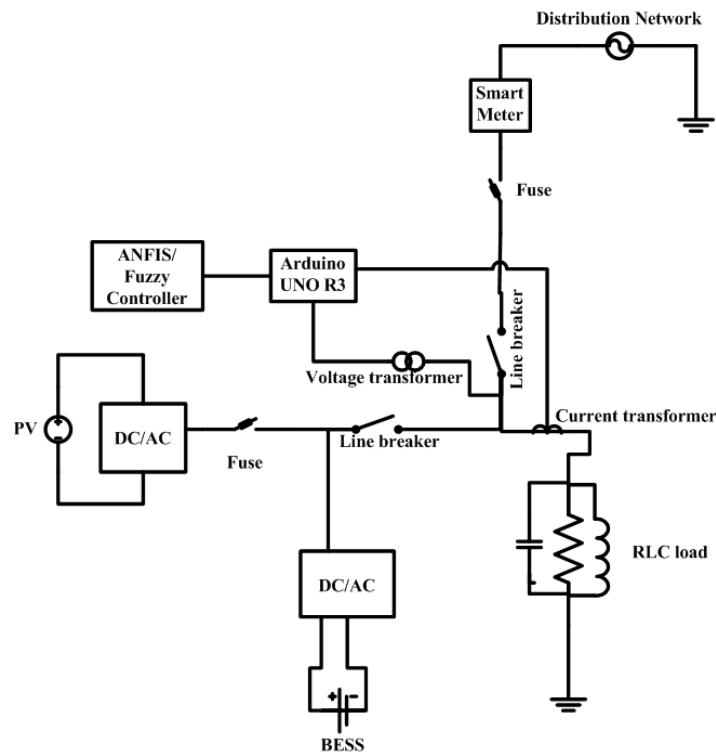 Distribution Network
Smart
Meter
Fuse
ANFIS/
Fuzzy
Controller
Arduino
UNO R3
Line breaker
Voltage transformer
Current transformer
PV
DC/AC
Fuse
Line breaker
RLC load
DC/AC
BESS